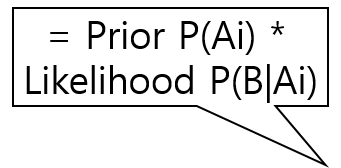 = Prior P(Ai) *
Likelihood P(B|Ai)